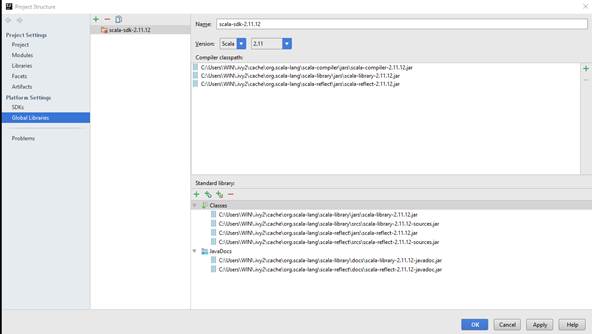 Project Structure
Project Settings
Project
Modules
Libraries
Facets
Artifacts
Platform Settings
SDKs
Global Libraries
Problems
scala-sdk-2.11.12
Name: scala-sdk-2.11.12
Version: Scala 2.11
Compiler classpath:
C:\Users\WIN\.ivy2\cache\org.scala-lang\scala-compiler\jars\scala-compiler-2.11.12.jar
C:\Users\WIN\.ivy2\cache\org.scala-lang\scala-library\jars\scala-library-2.11.12.jar
C:\Users\WIN\.ivy2\cache\org.scala-lang\scala-reflect\jars\scala-reflect-2.11.12.jar
Standard library:
Classes
C:\Users\WIN\.ivy2\cache\org.scala-lang\scala-library\jars\scala-library-2.11.12.jar
C:\Users\WIN\.ivy2\cache\org.scala-lang\scala-library\srcs\scala-library-2.11.12-sources.jar
C:\Users\WIN\.ivy2\cache\org.scala-lang\scala-reflect\jars\scala-reflect-2.11.12.jar
C:\Users\WIN\.ivy2\cache\org.scala-lang\scala-reflect\srcs\scala-reflect-2.11.12-sources.jar
JavaDocs
C:\Users\WIN\.ivy2\cache\org.scala-lang\scala-library\docs\scala-library-2.11.12-javadoc.jar
C:\Users\WIN\.ivy2\cache\org.scala-lang\scala-reflect\docs\scala-reflect-2.11.12-javadoc.jar
OK Cancel Apply Help